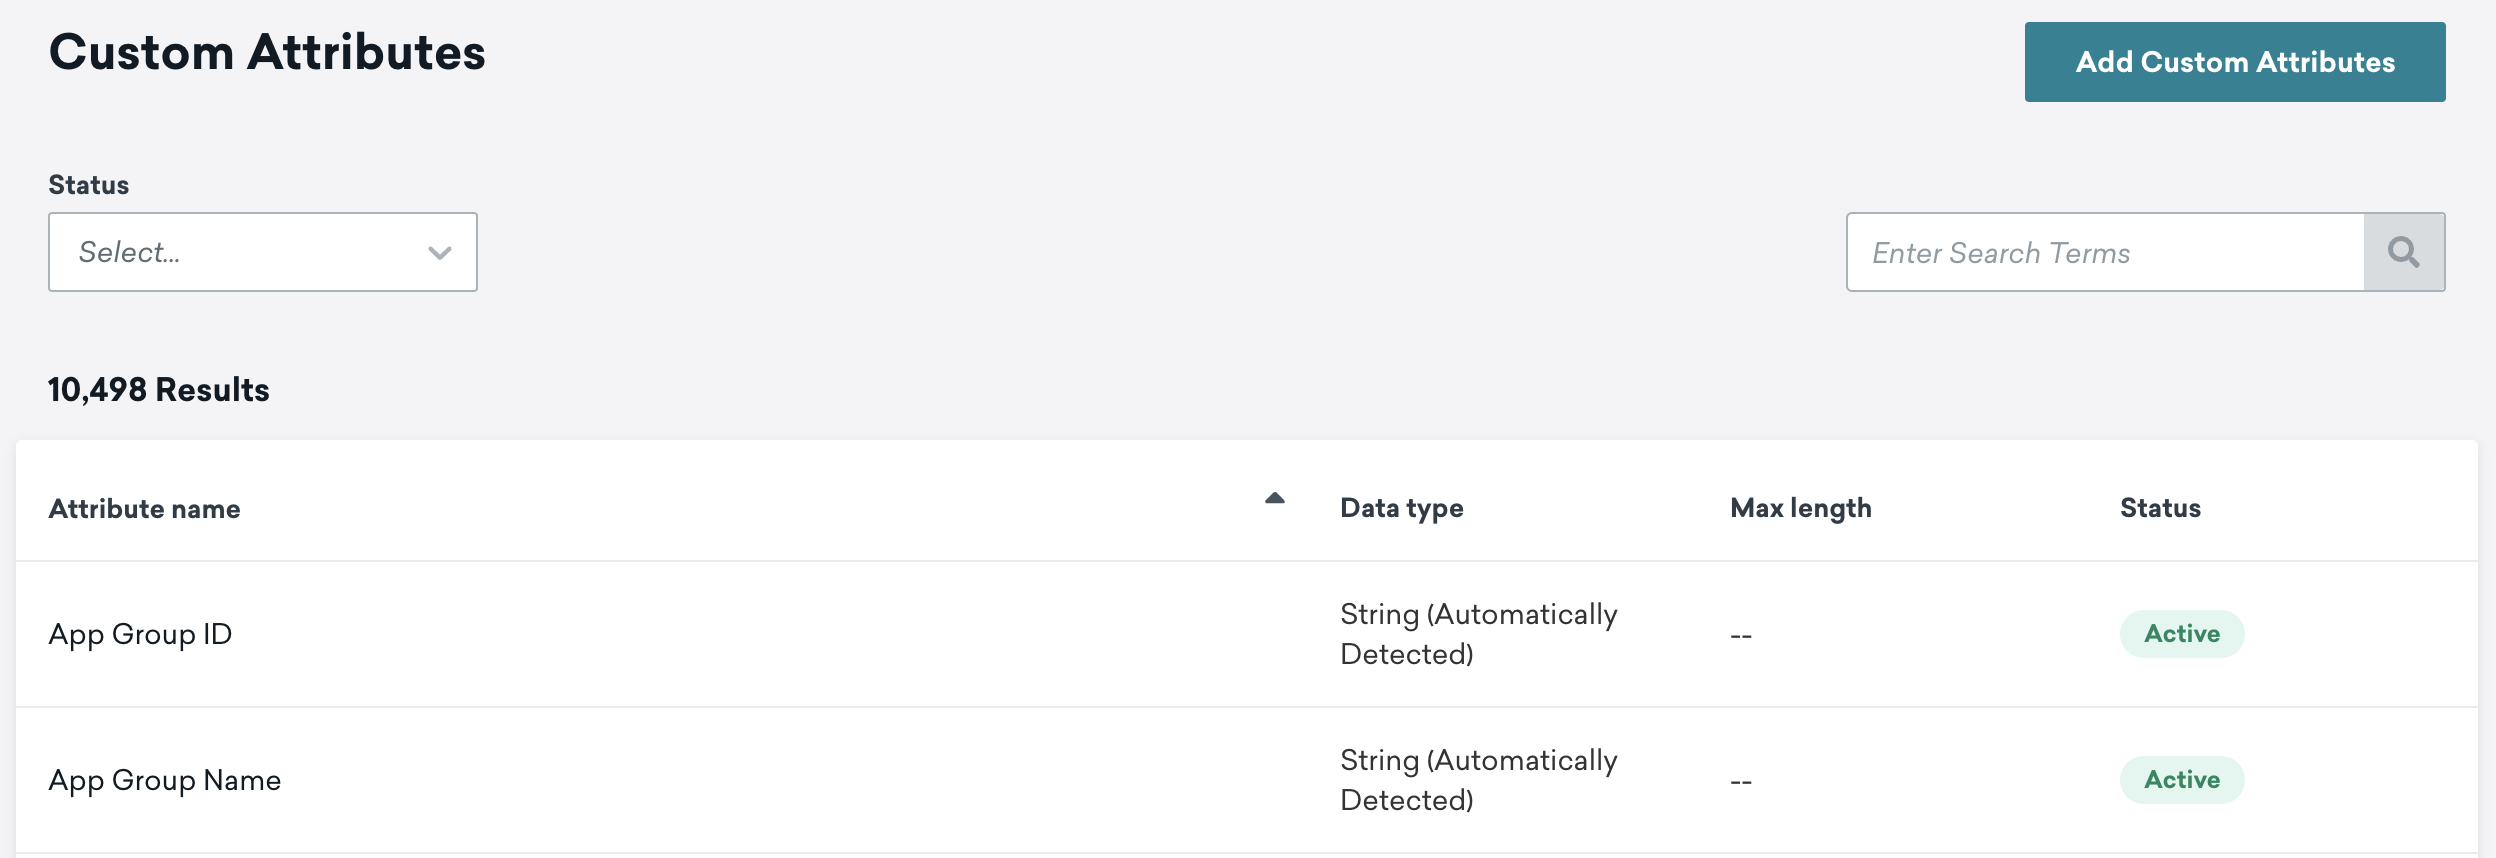 Custom Attributes
Add Custom Attributes
Status
Select...
Enter Search Terms
10,498 Results
Attribute name
Data type
Max length
Status
App Group ID
String (Automatically
Detected)
--
Active
App Group Name
String (Automatically
Detected)
--
Active